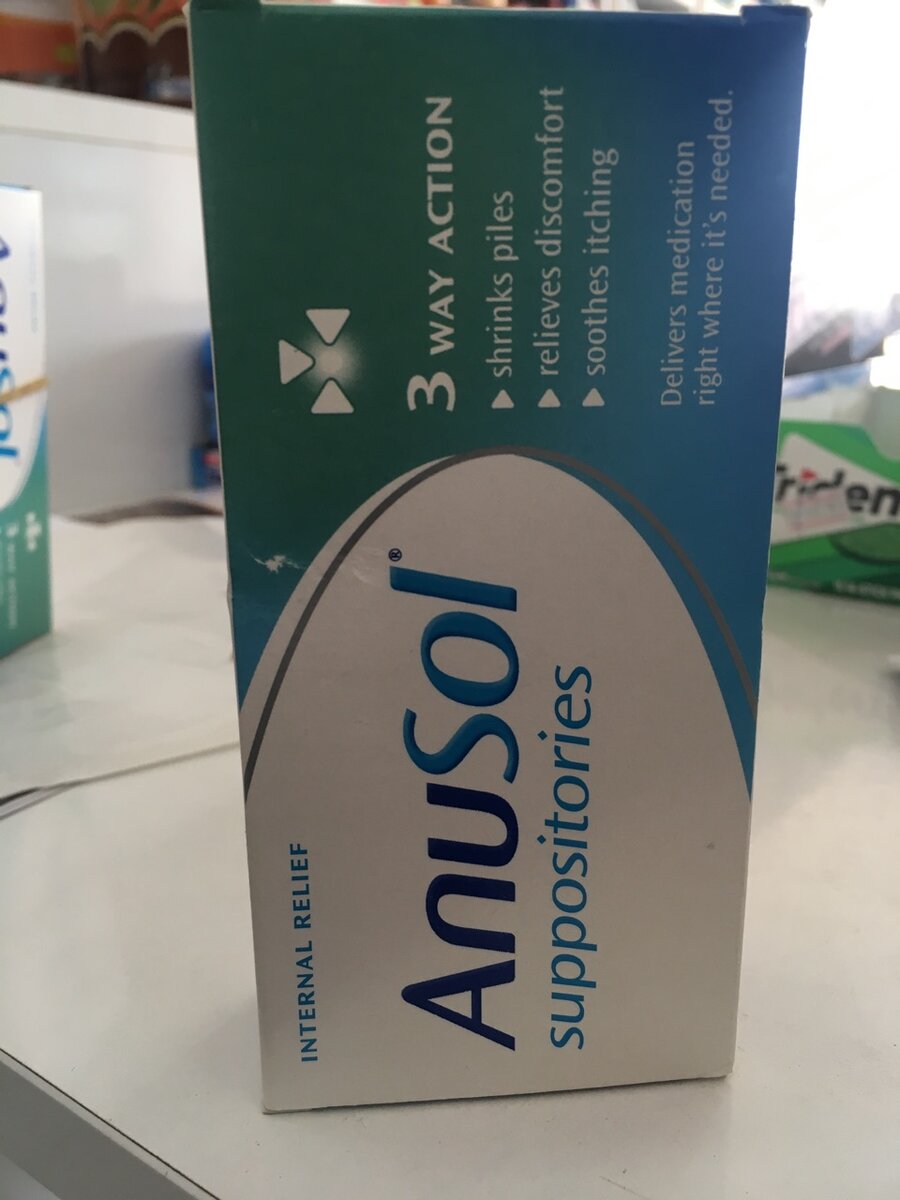 INTERNAL RELIEF
AnuSol®
suppositories
3 WAY ACTION
shrinks piles
relieves discomfort
soothes itching
Delivers medication
right where it's needed.
Triden